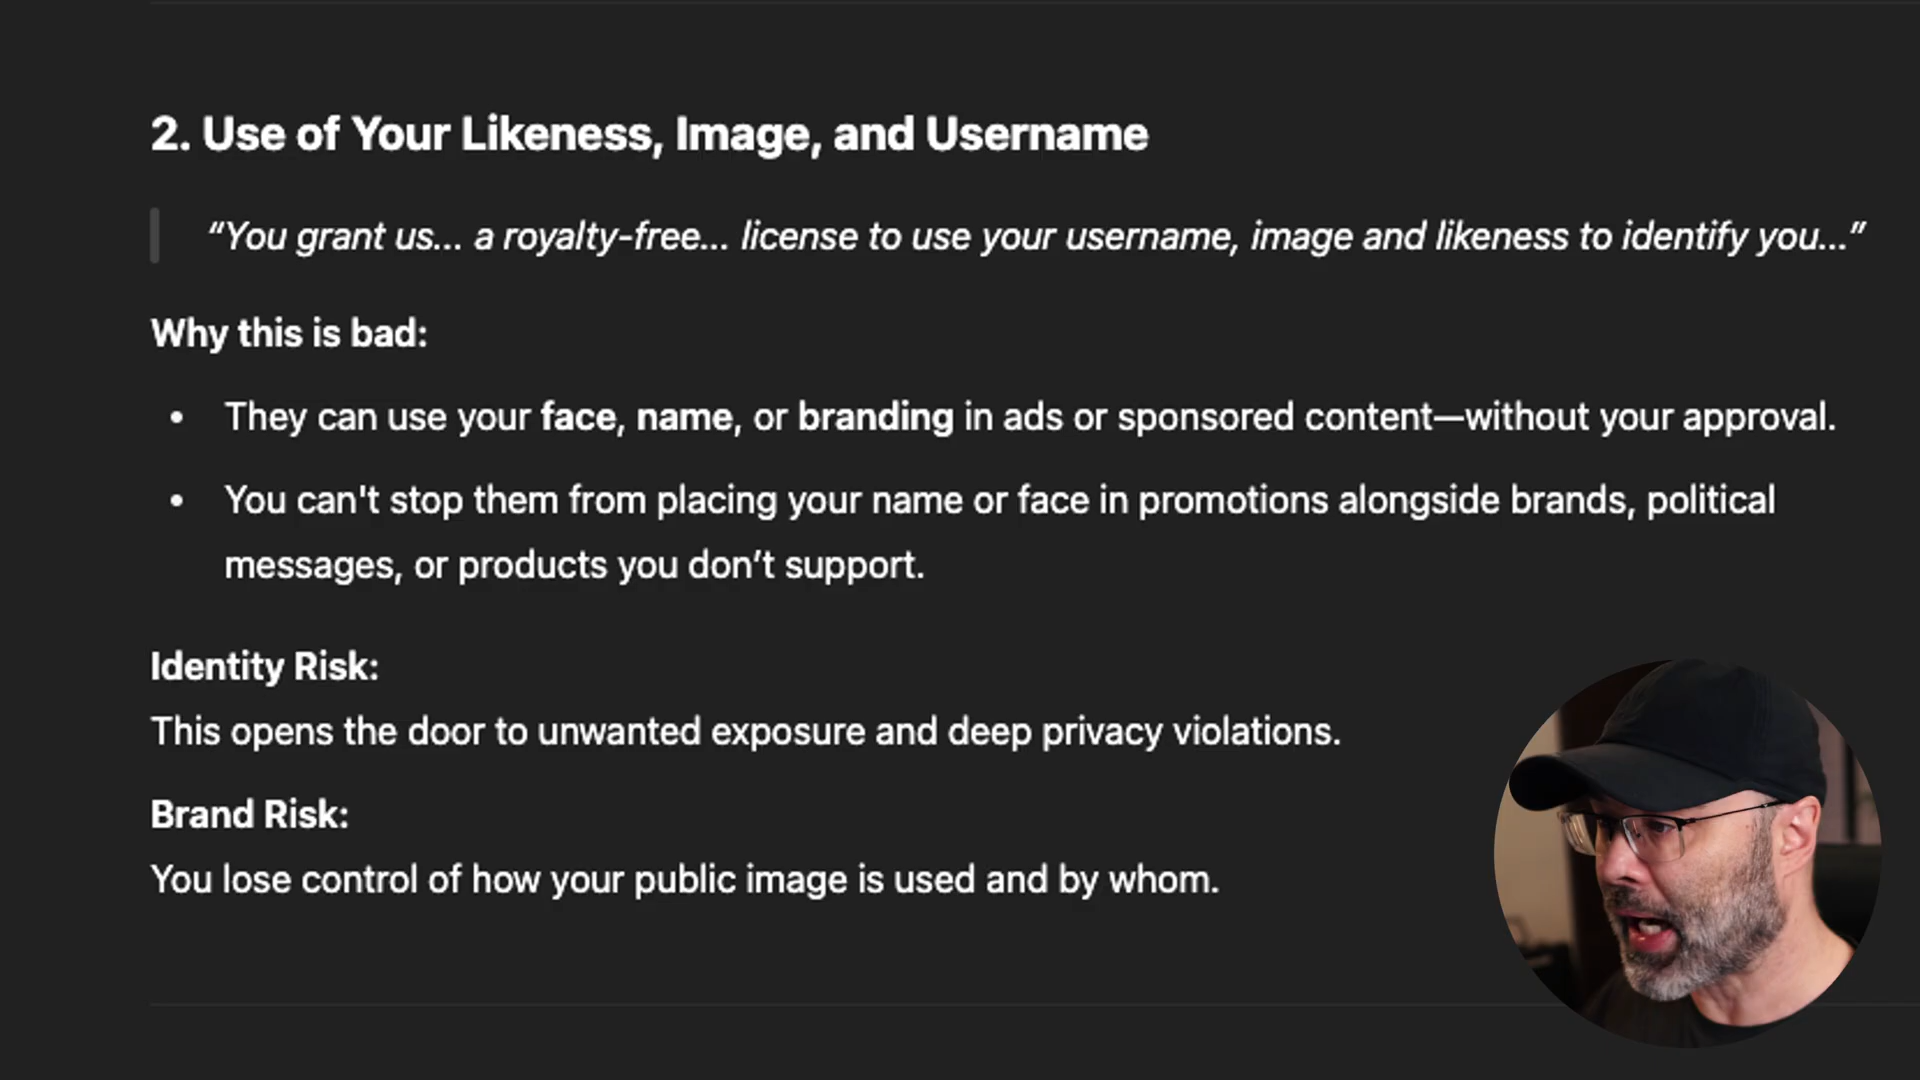 2. Use of Your Likeness, Image, and Username
“You grant us... a royalty-free... license to use your username, image and likeness to identify you...”
Why this is bad:
• They can use your face, name, or branding in ads or sponsored content—without your approval.
• You can't stop them from placing your name or face in promotions alongside brands, political
messages, or products you don’t support.
Identity Risk:
This opens the door to unwanted exposure and deep privacy violations.
Brand Risk:
You lose control of how your public image is used and by whom.